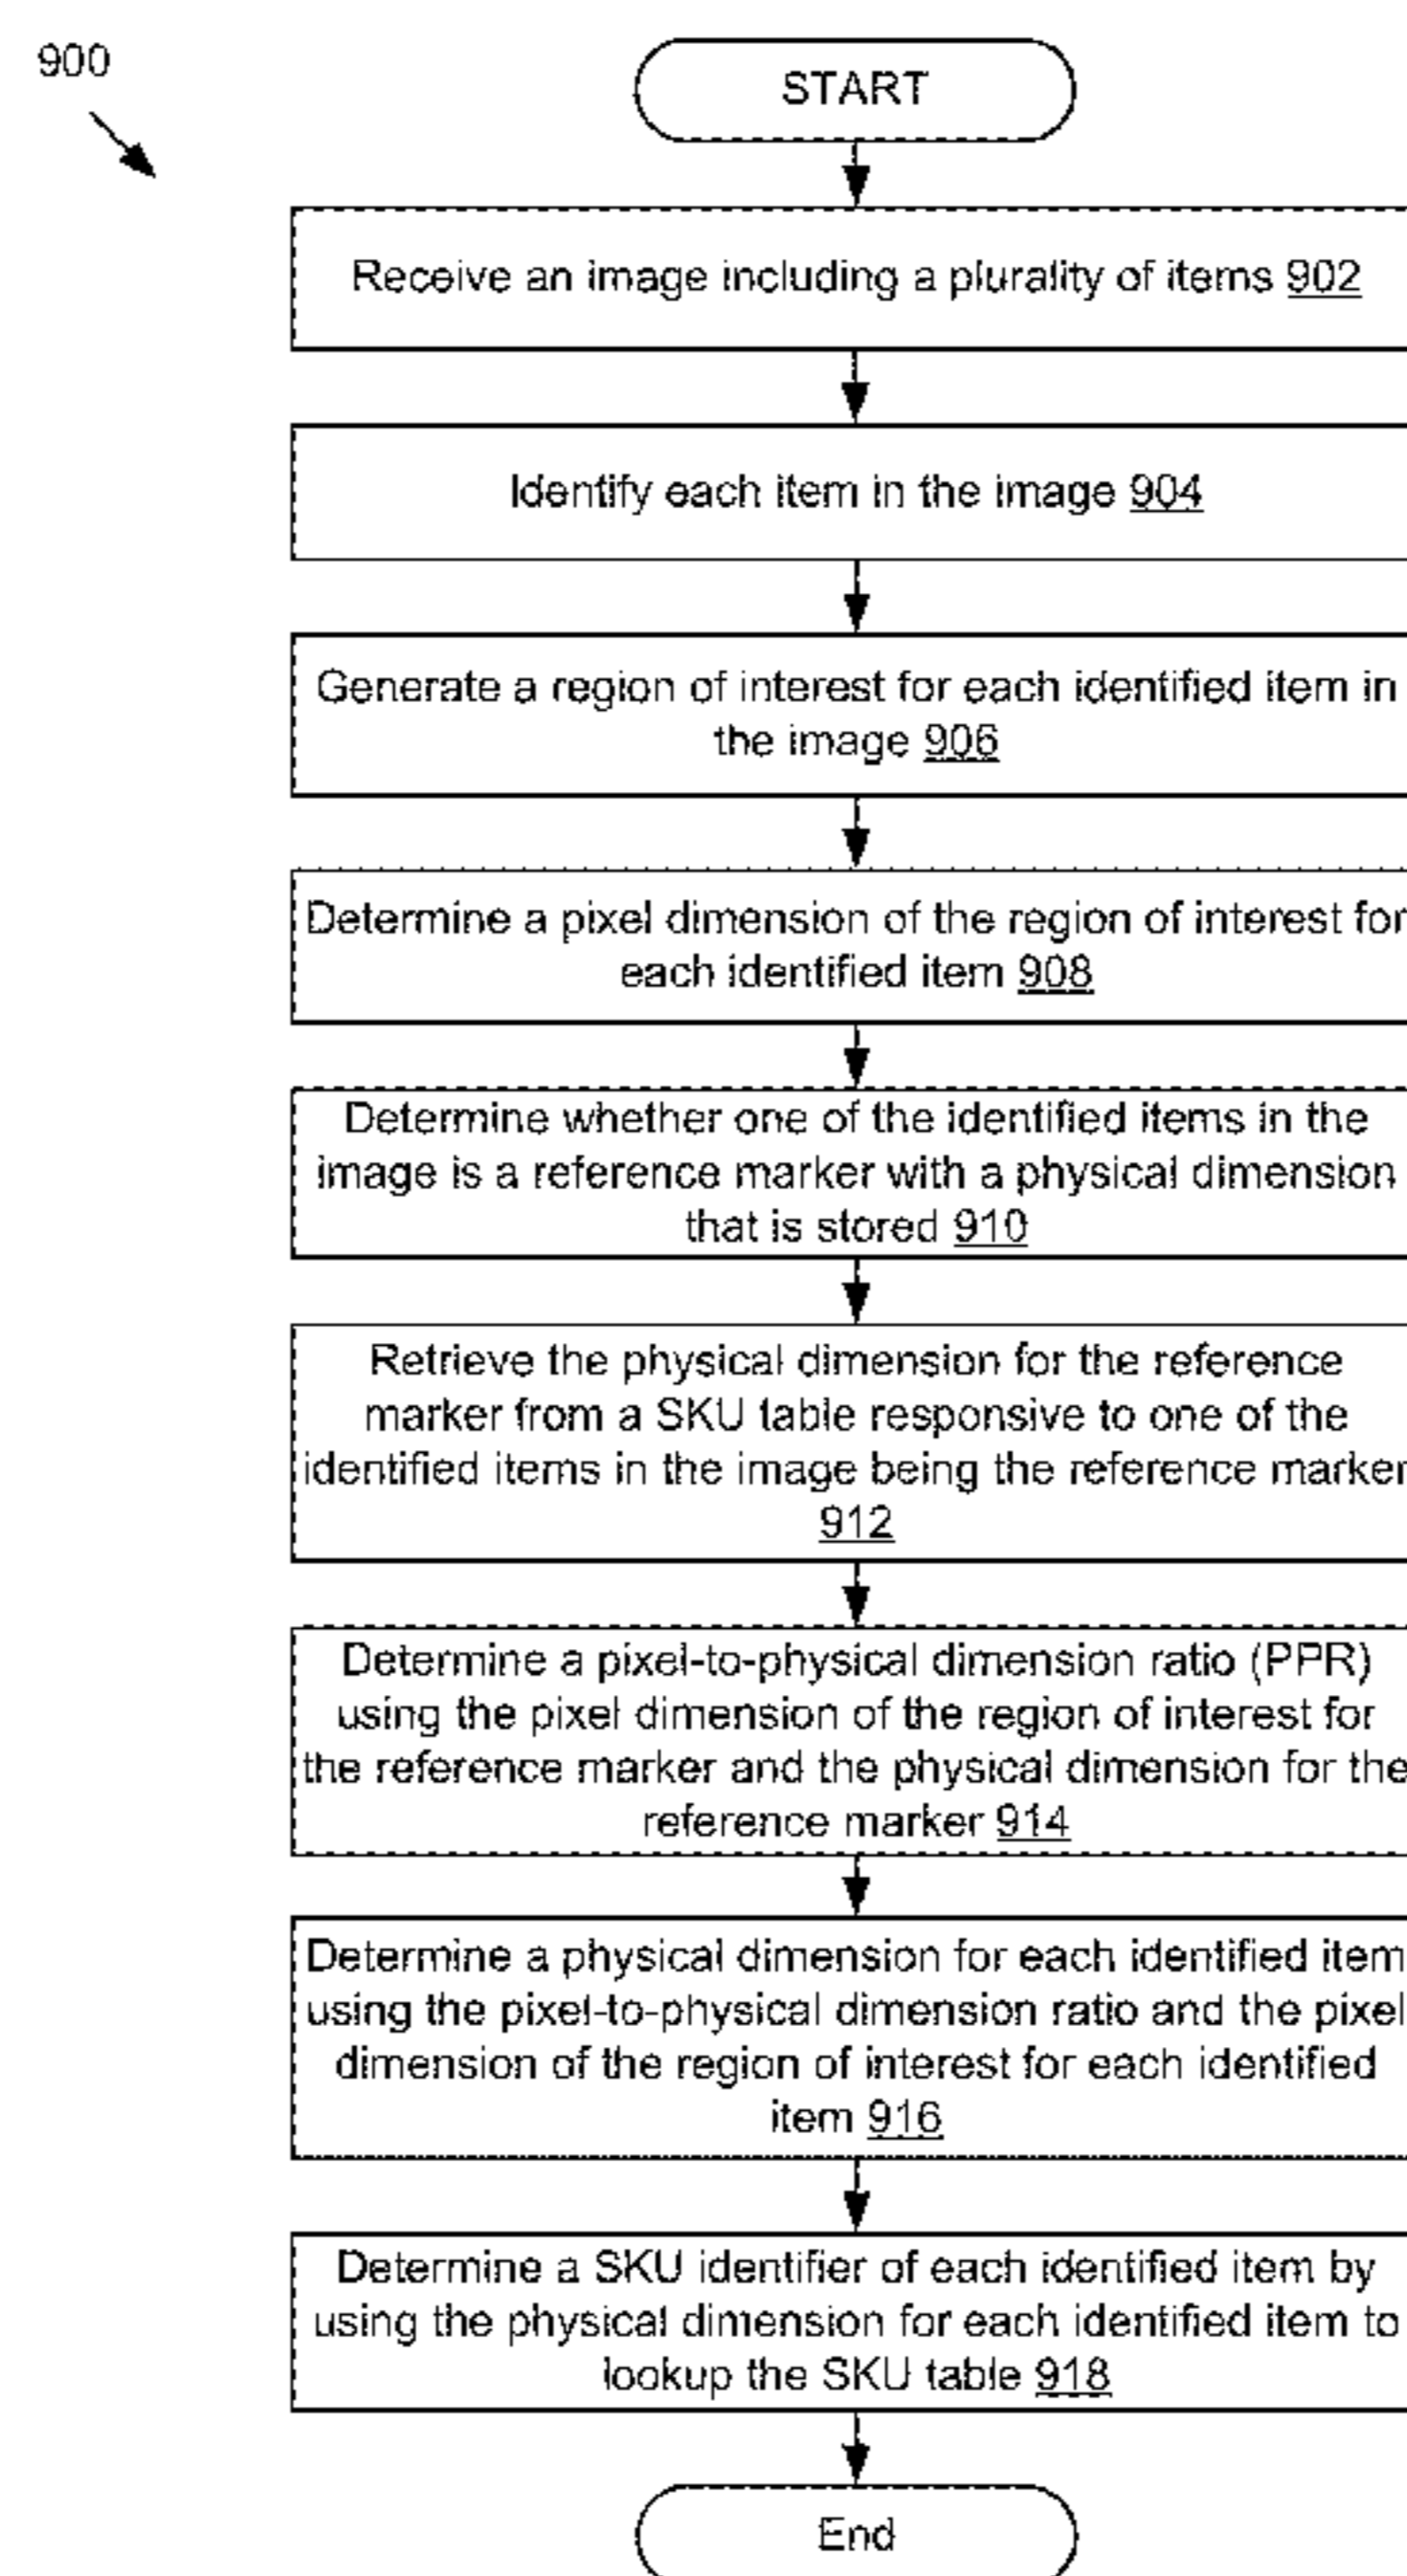 900
START
Receive an image including a plurality of items 902
Identify each item in the image 904
Generate a region of interest for each identified item in
the image 906
Determine a pixel dimension of the region of interest for
each identified item 908
Determine whether one of the identified items in the
image is a reference marker with a physical dimension
that is stored 910
Retrieve the physical dimension for the reference
marker from a SKU table responsive to one of the
identified items in the image being the reference marker
912
Determine a pixel-to-physical dimension ratio (PPR)
using the pixel dimension of the region of interest for
the reference marker and the physical dimension for the
reference marker 914
Determine a physical dimension for each identified item
using the pixel-to-physical dimension ratio and the pixel
dimension of the region of interest for each identified
item 916
Determine a SKU identifier of each identified item by
using the physical dimension for each identified item to
lookup the SKU table 918
End